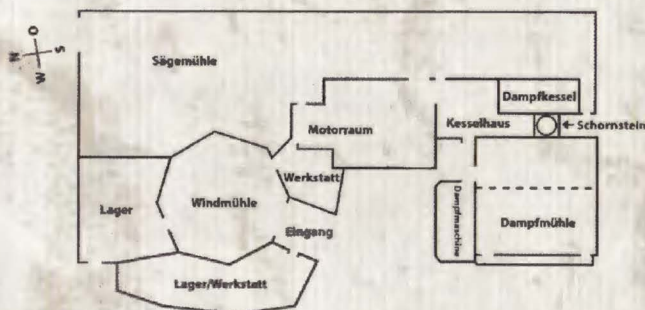 N O
W S
Sägemühle
Dampfkessel
Motorraum
Kesselhaus
← Schornstein
Werkstatt
Lager
Windmühle
Eingang
Dampfmaschine
Dampfmühle
Lager/Werkstatt